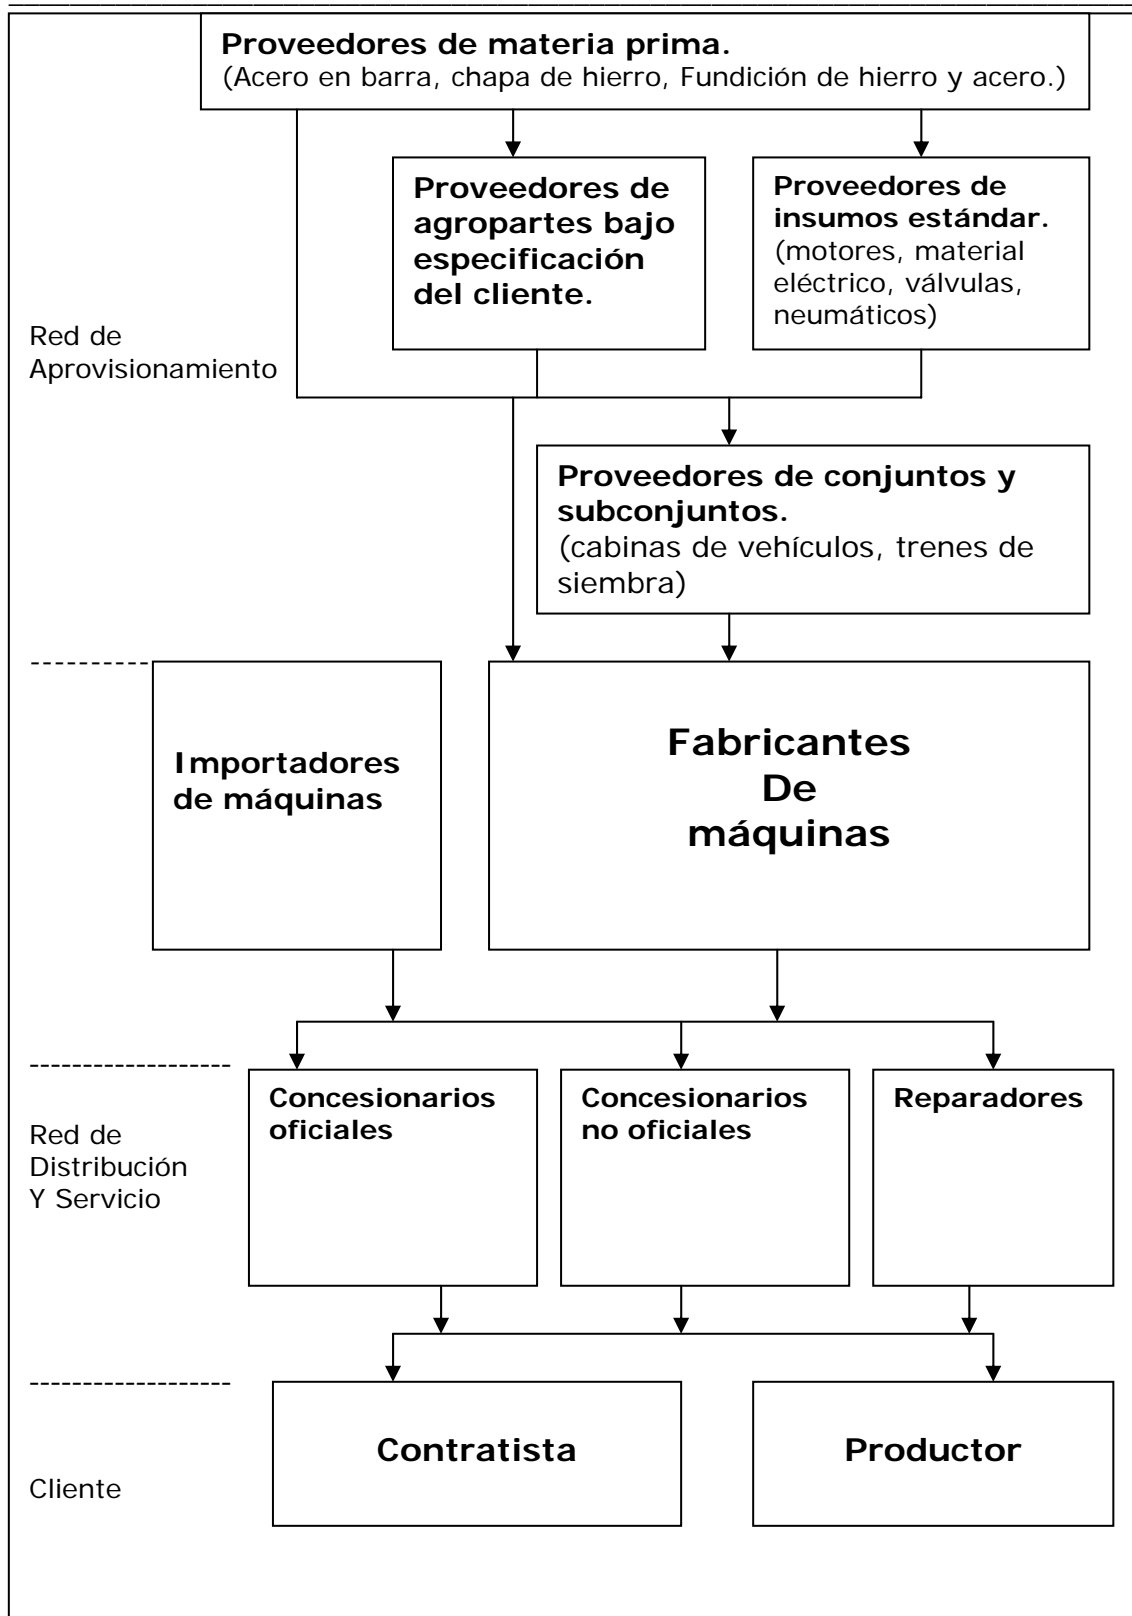 Proveedores de materia prima.
(Acero en barra, chapa de hierro, Fundición de hierro y acero.)
Proveedores de
agropartes bajo
especificación
del cliente.
Proveedores de
insumos estándar.
(motores, material
eléctrico, válvulas,
neumáticos)
Red de
Aprovisionamiento
Proveedores de conjuntos y
subconjuntos.
(cabinas de vehículos, trenes de
siembra)
Importadores
de máquinas
Fabricantes
De
máquinas
Red de
Distribución
Y Servicio
Concesionarios
oficiales
Concesionarios
no oficiales
Reparadores
Cliente
Contratista
Productor